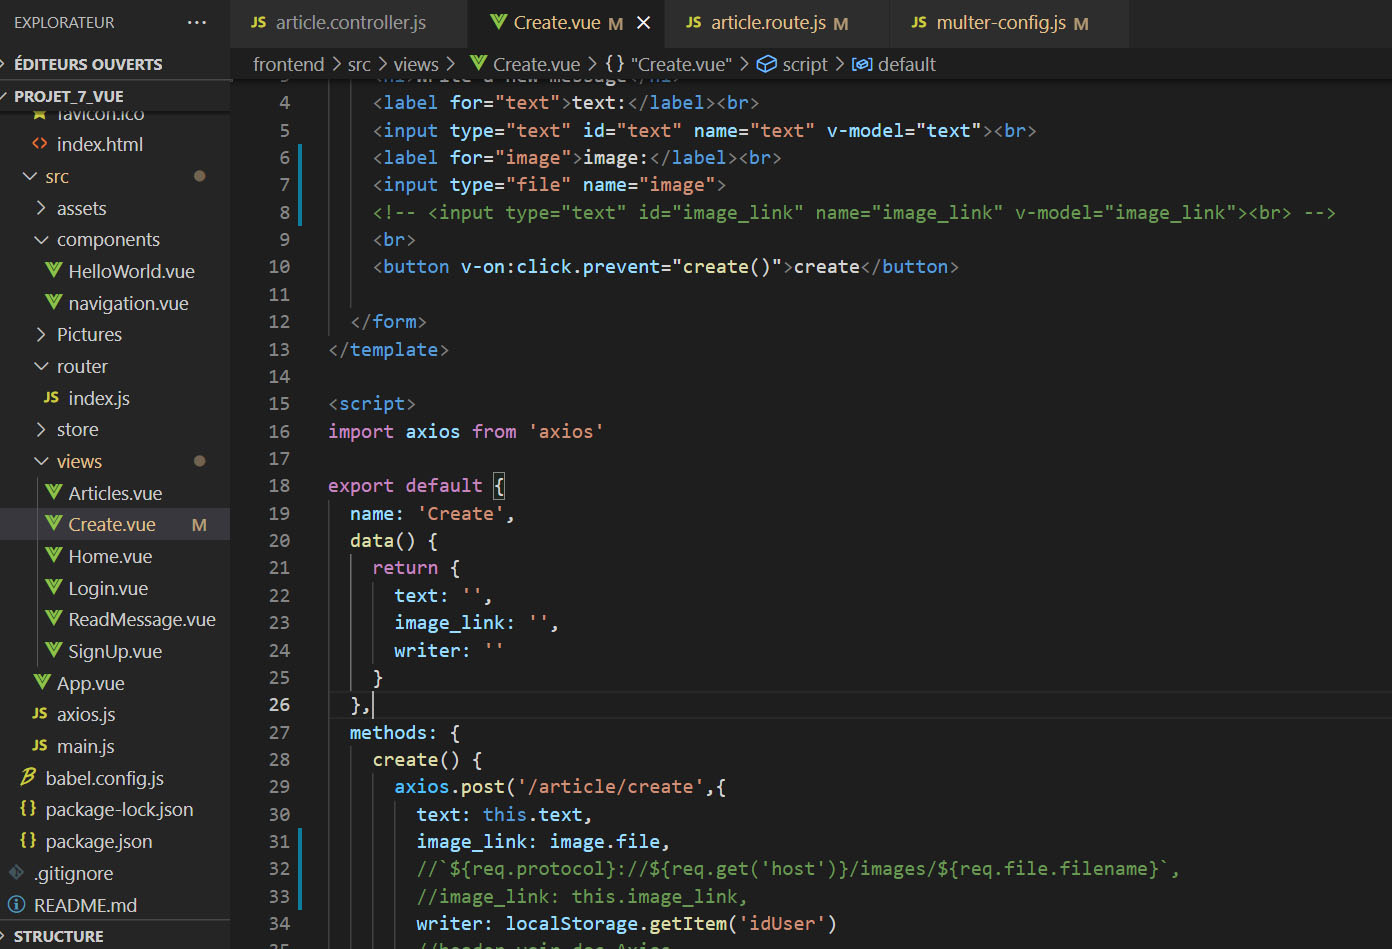 EXPLORATEUR ···
ÉDITEURS OUVERTS
PROJET_7_VUE
favicon.ico
index.html
src
assets
components
HelloWorld.vue
navigation.vue
Pictures
router
JS index.js
store
views
Articles.vue
Create.vue M
Home.vue
Login.vue
ReadMessage.vue
SignUp.vue
App.vue
JS axios.js
JS main.js
babel.config.js
{} package-lock.json
{} package.json
.gitignore
README.md
STRUCTURE
JS article.controller.js
Create.vue M
JS article.route.js M
JS multer-config.js M
frontend > src > views > Create.vue > {} "Create.vue" > script > default
4 <label for="text">text:</label><br>
5 <input type="text" id="text" name="text" v-model="text"><br>
6 <label for="image">image:</label><br>
7 <input type="file" name="image">
8 <!-- <input type="text" id="image_link" name="image_link" v-model="image_link"><br> -->
9 <br>
10 <button v-on:click.prevent="create()">create</button>
11
12 </form>
13 </template>
14
15 <script>
16 import axios from 'axios'
17
18 export default {
19 name: 'Create',
20 data() {
21 return {
22 text: '',
23 image_link: '',
24 writer: ''
25 }
26 },
27 methods: {
28 create() {
29 axios.post('/article/create',{
30 text: this.text,
31 image_link: image.file,
32 //`${req.protocol}://${req.get('host')}/images/${req.file.filename}`,
33 //image_link: this.image_link,
34 writer: localStorage.getItem('idUser')